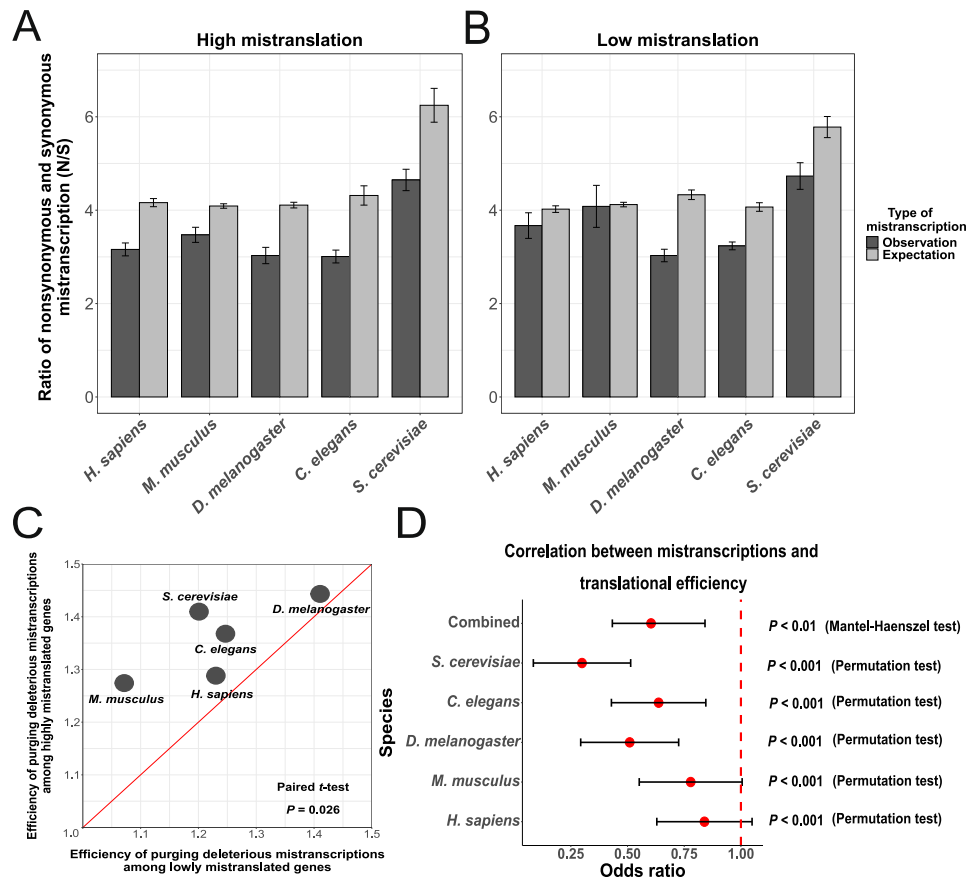 A
High mistranslation
B
Low mistranslation
Ratio of nonsynonymous and synonymous
mistranscription (N/S)
6
4
2
0
6
4
2
0
H. sapiens
M. musculus
D. melanogaster
C. elegans
S. cerevisiae
H. sapiens
M. musculus
D. melanogaster
C. elegans
S. cerevisiae
Type of
mistranscription
Observation
Expectation
C
Efficiency of purging deleterious mistranscriptions
among highly mistranslated genes
1.5
1.4
1.3
1.2
1.1
1.0
1.1
1.2
1.3
1.4
1.5
S. cerevisiae
D. melanogaster
C. elegans
M. musculus
H. sapiens
Paired t-test
P = 0.026
Efficiency of purging deleterious mistranscriptions
among lowly mistranslated genes
D
Correlation between mistranscriptions and
translational efficiency
Species
Combined
P < 0.01 (Mantel-Haenszel test)
S. cerevisiae
P < 0.001 (Permutation test)
C. elegans
P < 0.001 (Permutation test)
D. melanogaster
P < 0.001 (Permutation test)
M. musculus
P < 0.001 (Permutation test)
H. sapiens
P < 0.001 (Permutation test)
0.25
0.50
0.75
1.00
Odds ratio